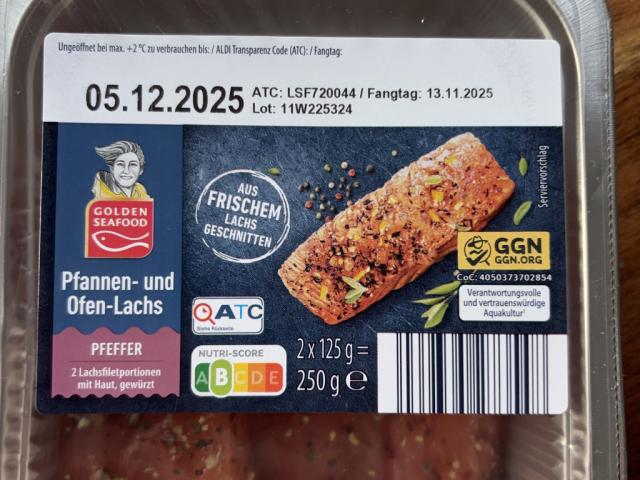 Ungeöffnet bei max. +2 °C zu verbrauchen bis: / ALDI Transparenz Code (ATC): / Fangtag:
05.12.2025
ATC: LSF720044 / Fangtag: 13.11.2025
Lot: 11W225324
GOLDEN
SEAFOOD
Pfannen- und
Ofen-Lachs
PFEFFER
2 Lachsfiletportionen
mit Haut, gewürzt
AUS
FRISCHEM
LACHS
GESCHNITTEN
ATC
Siehe Rückseite
NUTRI-SCORE
A B C D E
2 x 125 g =
250 g e
Serviervorschlag
GGN
GGN.ORG
CoC: 4050373702854
Verantwortungsvolle
und vertrauenswürdige
Aquakultur¹